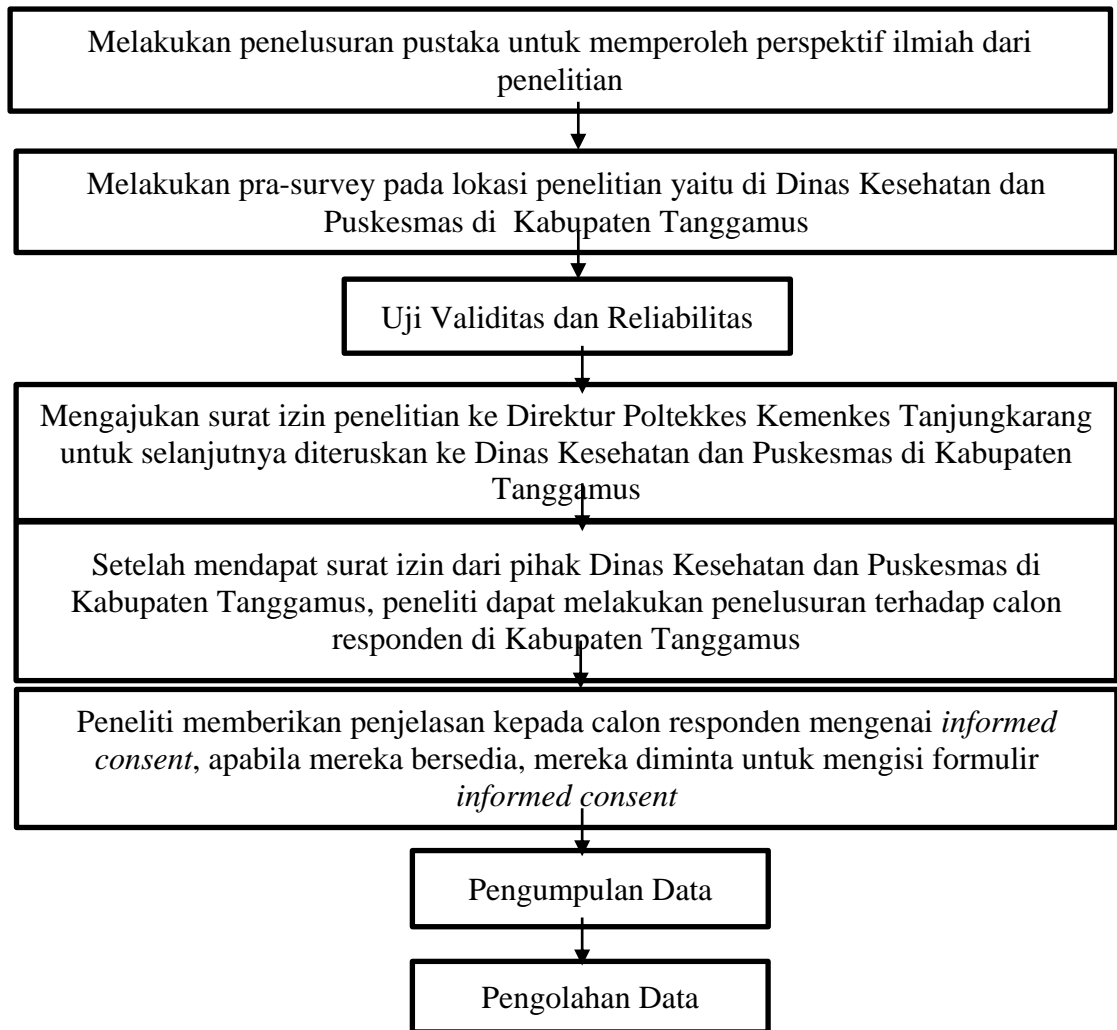 Melakukan penelusuran pustaka untuk memperoleh perspektif ilmiah dari
penelitian
Melakukan pra-survey pada lokasi penelitian yaitu di Dinas Kesehatan dan
Puskesmas di Kabupaten Tanggamus
Uji Validitas dan Reliabilitas
Mengajukan surat izin penelitian ke Direktur Poltekkes Kemenkes Tanjungkarang
untuk selanjutnya diteruskan ke Dinas Kesehatan dan Puskesmas di Kabupaten
Tanggamus
Setelah mendapat surat izin dari pihak Dinas Kesehatan dan Puskesmas di
Kabupaten Tanggamus, peneliti dapat melakukan penelusuran terhadap calon
responden di Kabupaten Tanggamus
Peneliti memberikan penjelasan kepada calon responden mengenai informed
consent, apabila mereka bersedia, mereka diminta untuk mengisi formulir
informed consent
Pengumpulan Data
Pengolahan Data